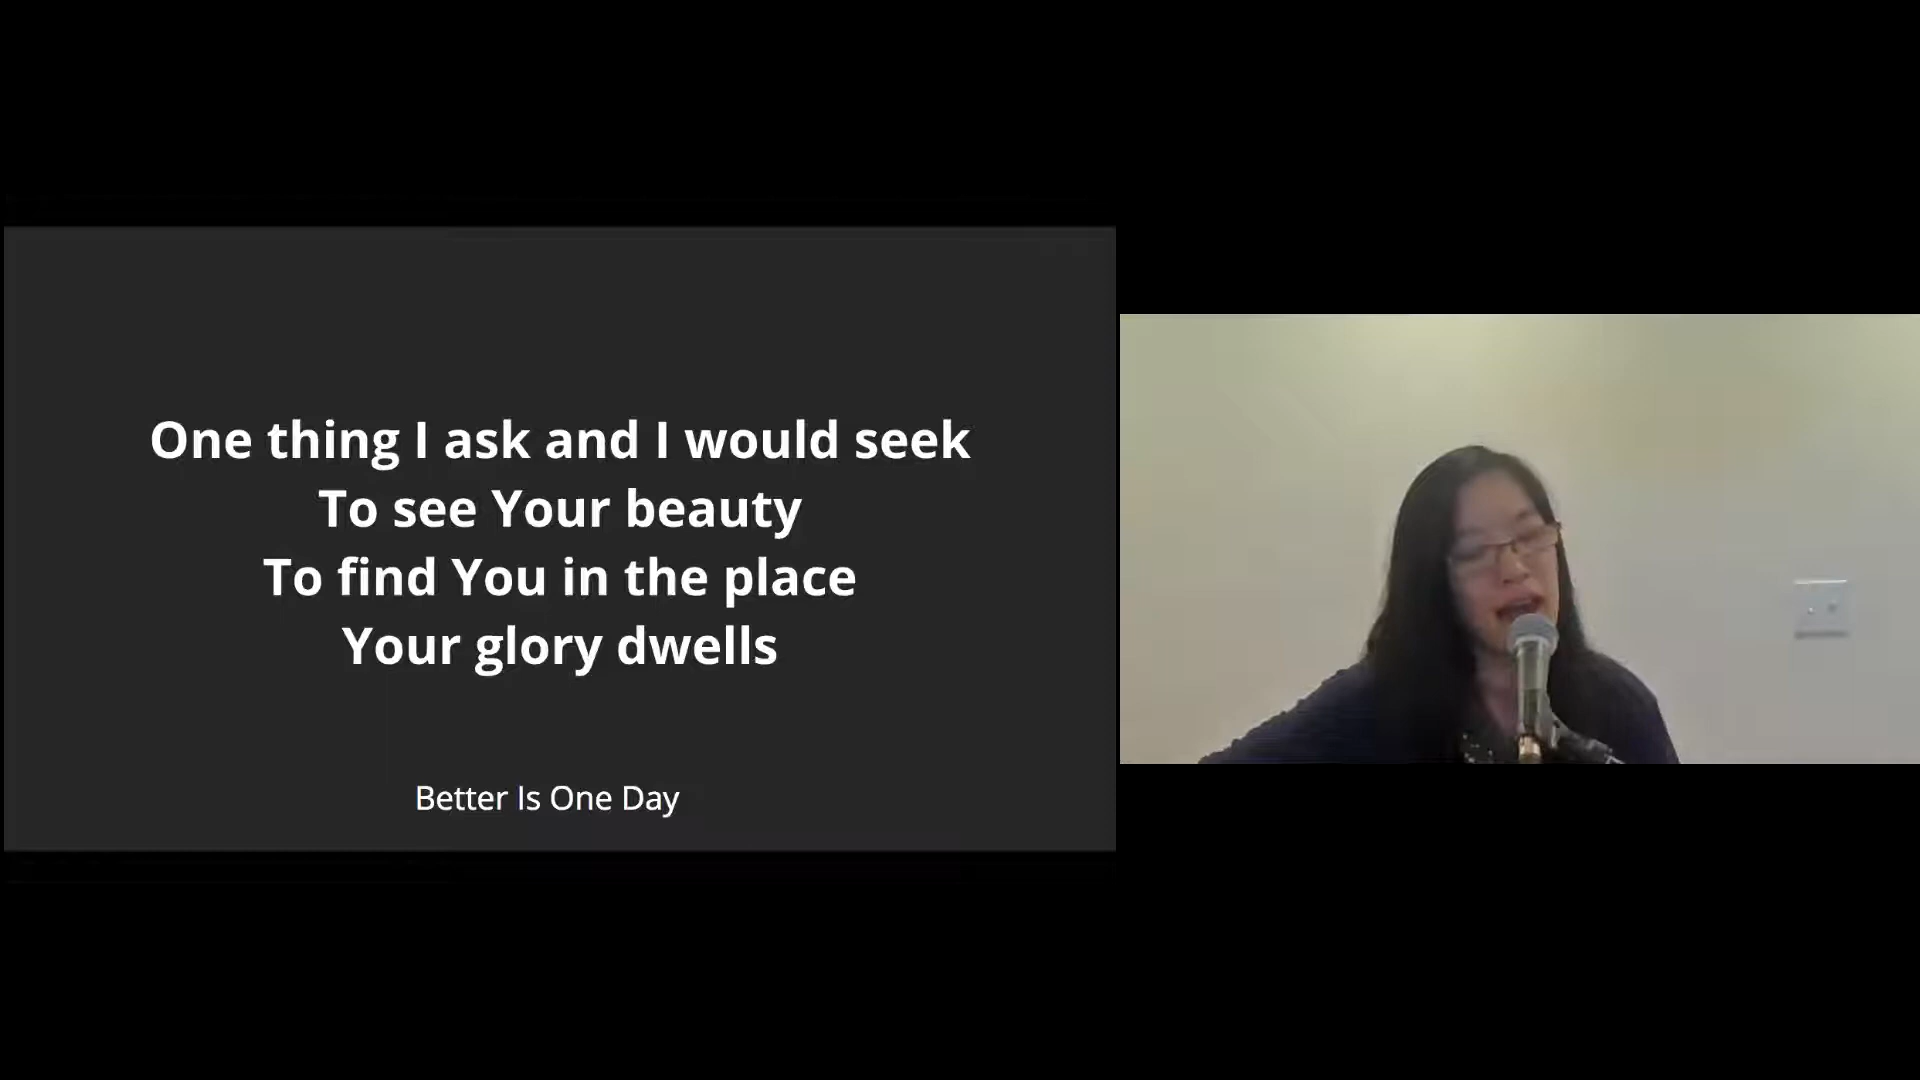 One thing I ask and I would seek
To see Your beauty
To find You in the place
Your glory dwells
Better Is One Day